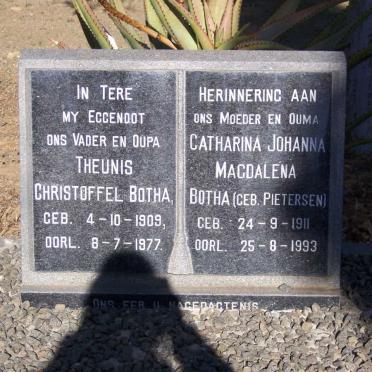 In Tere
my Eggenoot
ons Vader en Oupa
Theunis
Christoffel Botha,
geb. 4-10-1909,
oorl. 8-7-1977.
Herinnering aan
ons Moeder en Ouma
Catharina Johanna
Magdalena
Botha (geb. Pietersen)
geb. 24-9-1911
oorl. 25-8-1993
Ons eer u nagedagtenis